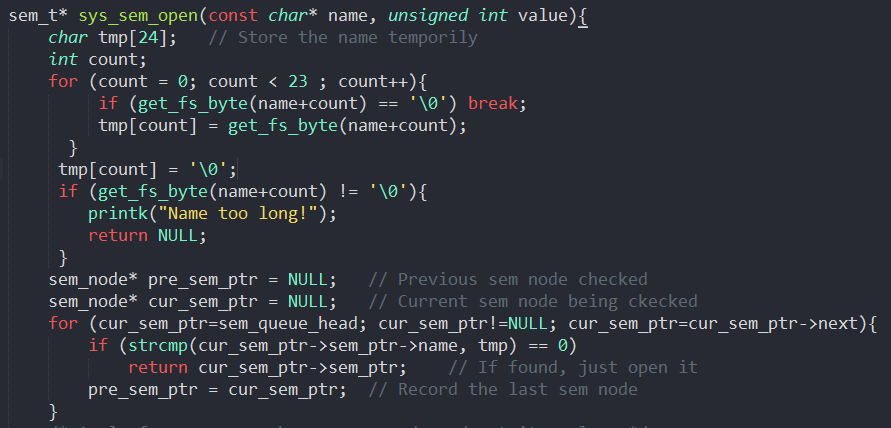 sem_t* sys_sem_open(const char* name, unsigned int value){
char tmp[24];   // Store the name temporily
int count;
for (count = 0; count < 23 ; count++){
if (get_fs_byte(name+count) == '\0') break;
tmp[count] = get_fs_byte(name+count);
}
tmp[count] = '\0';
if (get_fs_byte(name+count) != '\0'){
printk("Name too long!");
return NULL;
}
sem_node* pre_sem_ptr = NULL;   // Previous sem node checked
sem_node* cur_sem_ptr = NULL;   // Current sem node being ckecked
for (cur_sem_ptr=sem_queue_head; cur_sem_ptr!=NULL; cur_sem_ptr=cur_sem_ptr->next){
if (strcmp(cur_sem_ptr->sem_ptr->name, tmp) == 0)
return cur_sem_ptr->sem_ptr;    // If found, just open it
pre_sem_ptr = cur_sem_ptr;  // Record the last sem node
}